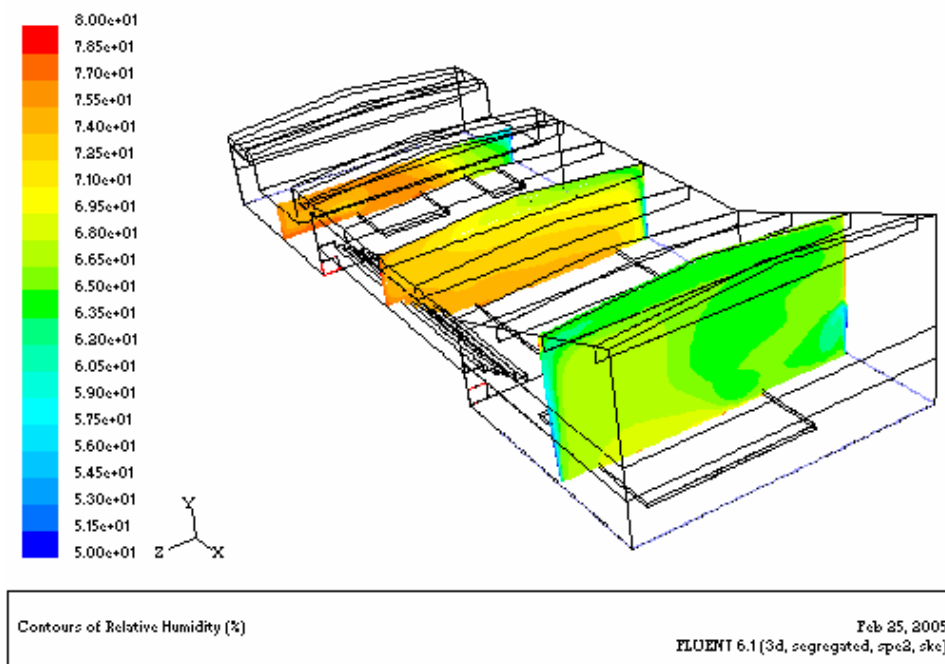 8.00e+01
7.85e+01
7.70e+01
7.55e+01
7.40e+01
7.25e+01
7.10e+01
6.95e+01
6.80e+01
6.65e+01
6.50e+01
6.35e+01
6.20e+01
6.05e+01
5.90e+01
5.75e+01
5.60e+01
5.45e+01
5.30e+01
5.15e+01
5.00e+01
Y
Z
X
Contours of Relative Humidity (%)
Feb 25, 2005
FLUENT 6.1 (3d, segregated, spe2, ske)